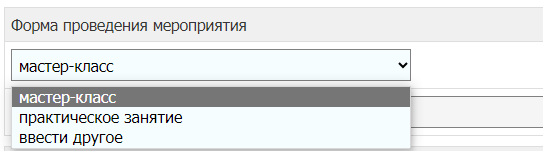 Форма проведения мероприятия
мастер-класс
мастер-класс
практическое занятие
ввести другое